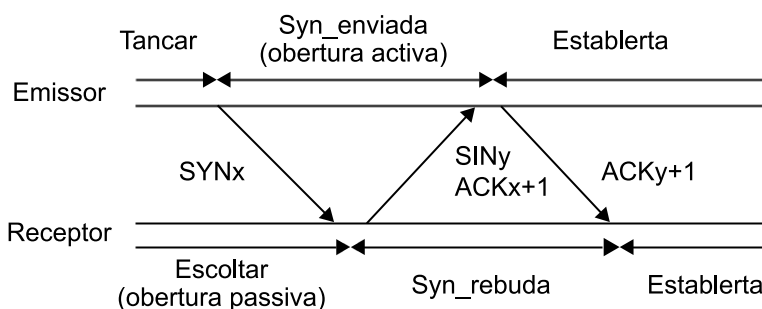 Syn_enviada
Tancar
(obertura activa)
Establerta
Emissor
SYNx
SINy
ACKx+1
ACKy+1
Receptor
Escoltar
(obertura passiva)
Syn_rebuda
Establerta